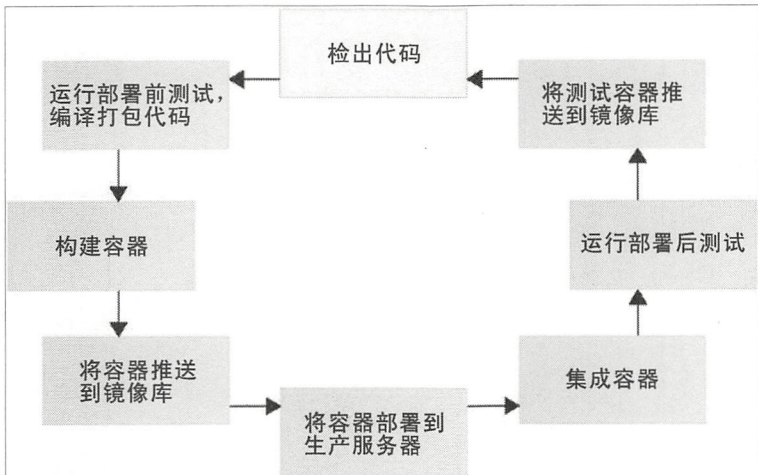 检出代码
运行部署前测试，
编译打包代码
构建容器
将容器推送
到镜像库
将容器部署到
生产服务器
集成容器
运行部署后测试
将测试容器推
送到镜像库